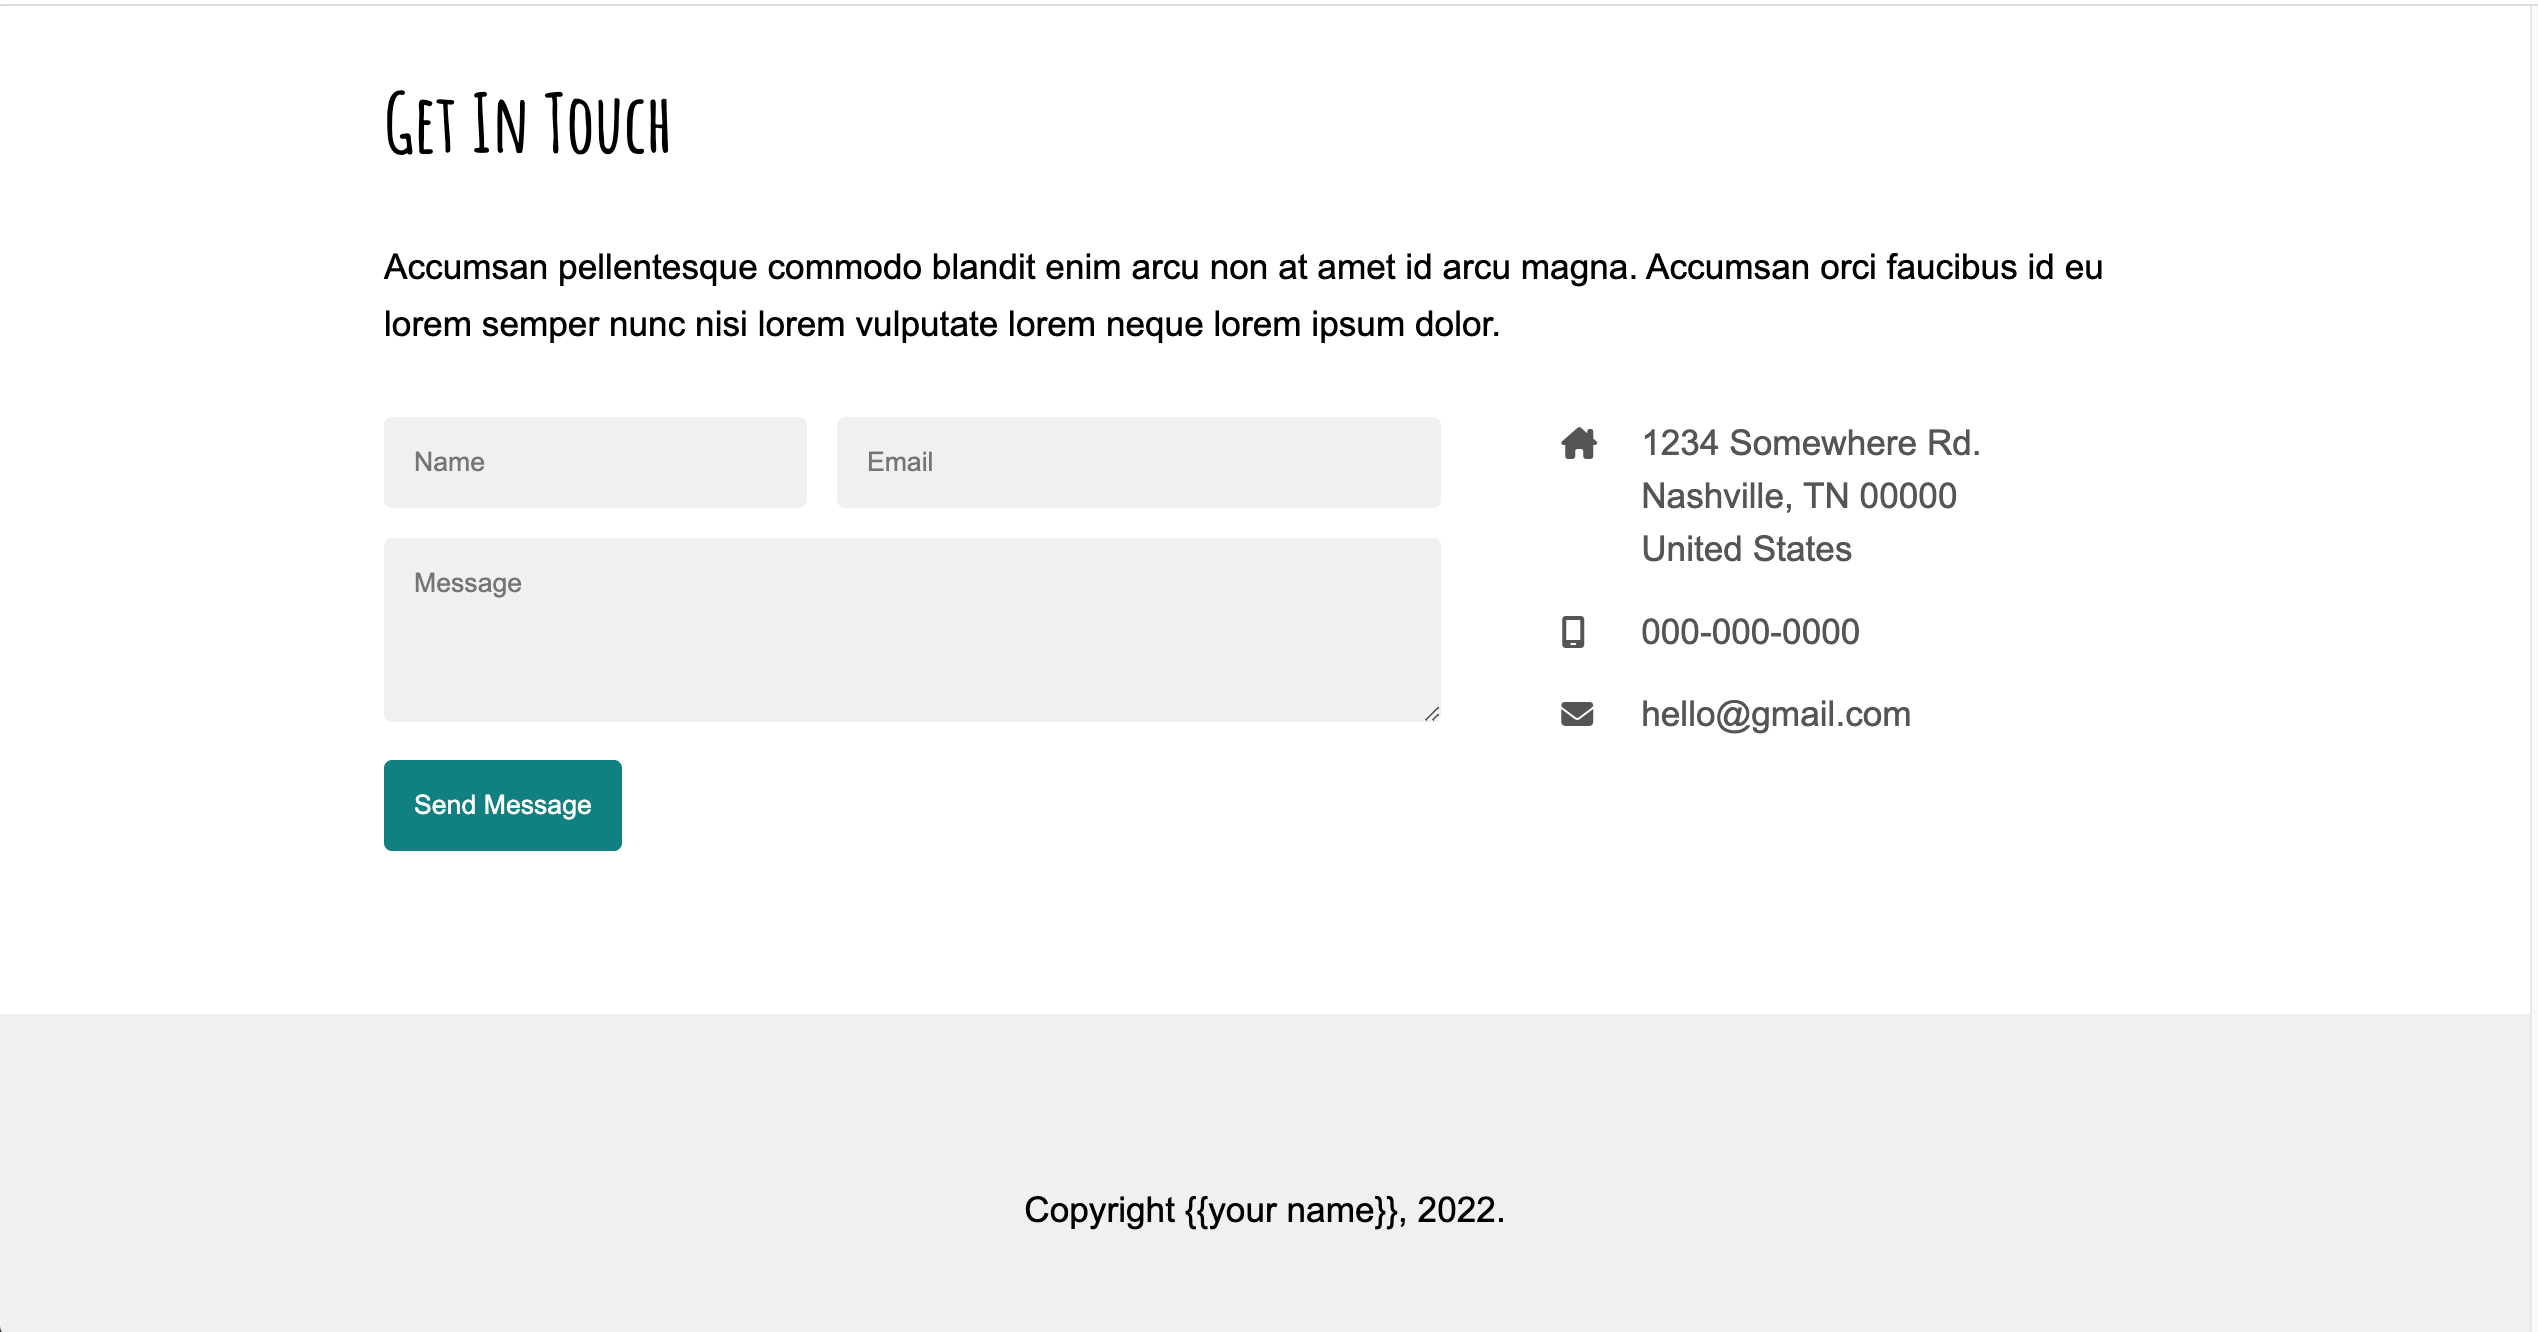 Get In Touch
Accumsan pellentesque commodo blandit enim arcu non at amet id arcu magna. Accumsan orci faucibus id eu
lorem semper nunc nisi lorem vulputate lorem neque lorem ipsum dolor.
Name
Email
Message
Send Message
1234 Somewhere Rd.
Nashville, TN 00000
United States
000-000-0000
hello@gmail.com
Copyright {{your name}}, 2022.